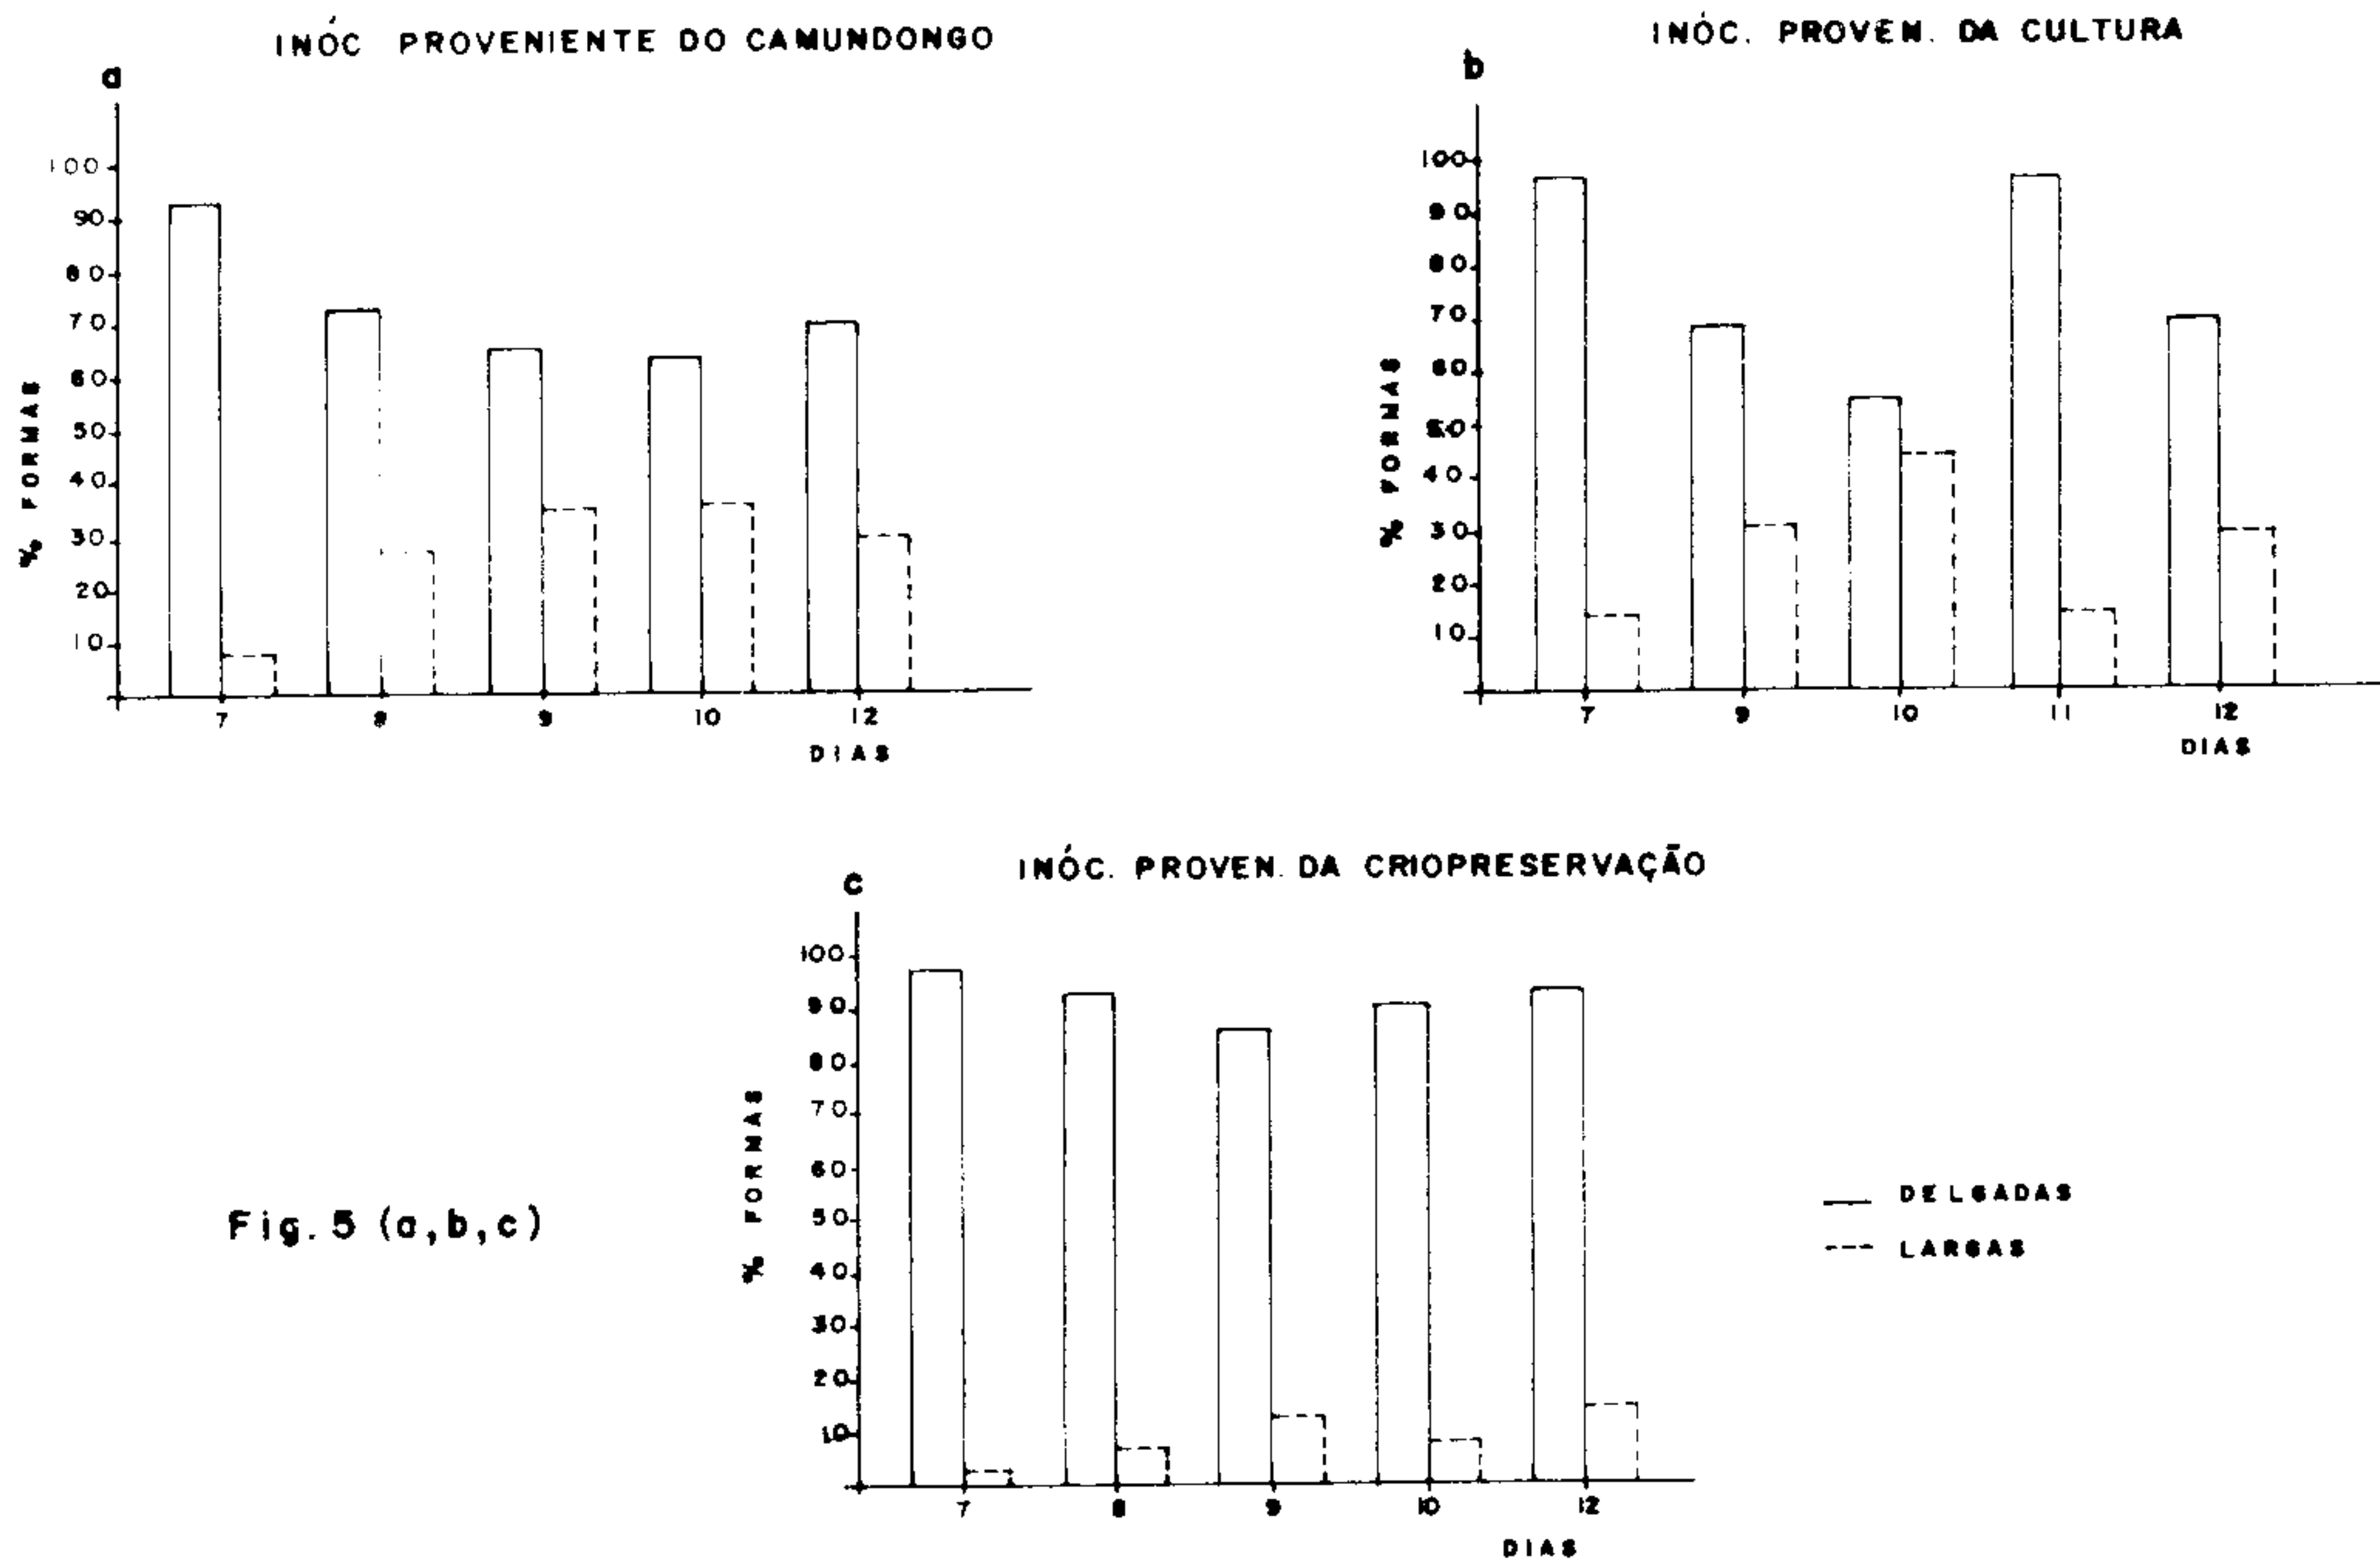 INÓC PROVENIENTE DO CAMUNDONGO
a
100
90
80
70
60
50
40
30
20
10
% FORMAS
7 8 9 10 12
DIAS
INÓC. PROVEN. DA CULTURA
b
100
90
80
70
60
50
40
30
20
10
% FORMAS
7 9 10 11 12
DIAS
INÓC. PROVEN. DA CRIOPRESERVAÇÃO
c
100
90
80
70
60
50
40
30
20
10
% FORMAS
7 8 9 10 12
DIAS
Fig. 5 (a,b,c)
DELGADAS
LARGAS